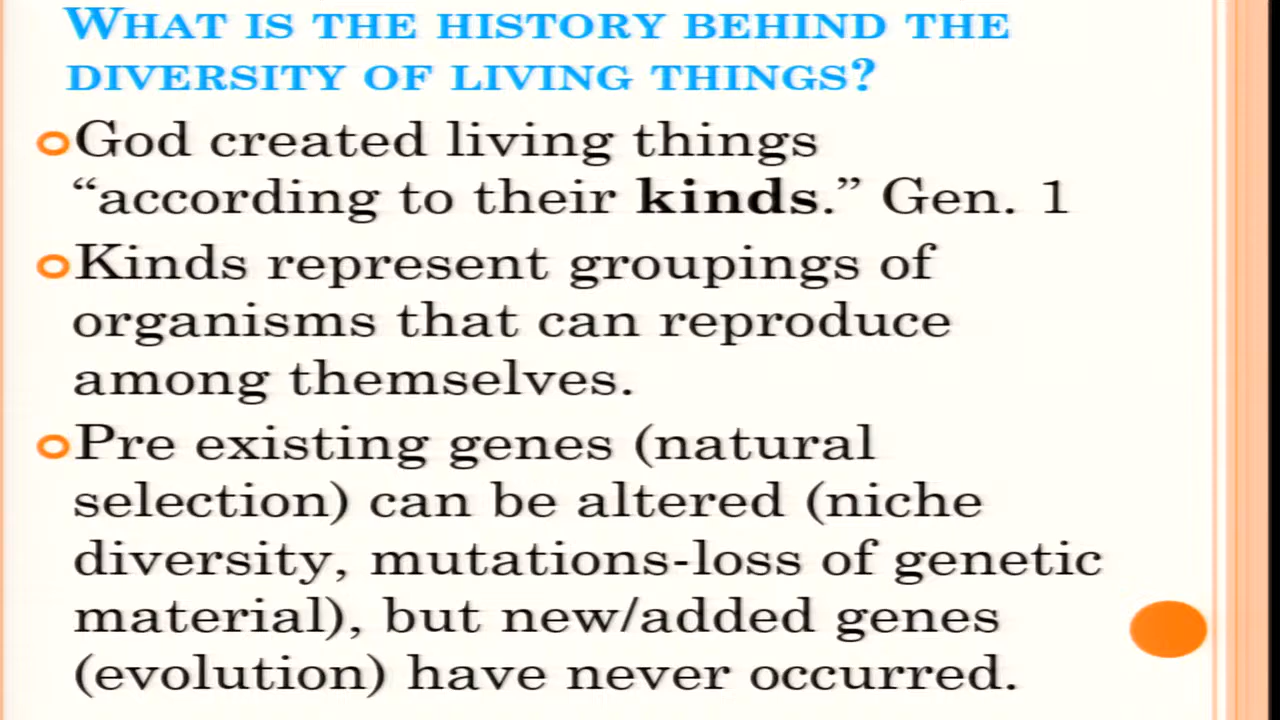 WHAT IS THE HISTORY BEHIND THE
DIVERSITY OF LIVING THINGS?
God created living things
“according to their kinds.” Gen. 1
Kinds represent groupings of
organisms that can reproduce
among themselves.
Pre existing genes (natural
selection) can be altered (niche
diversity, mutations-loss of genetic
material), but new/added genes
(evolution) have never occurred.